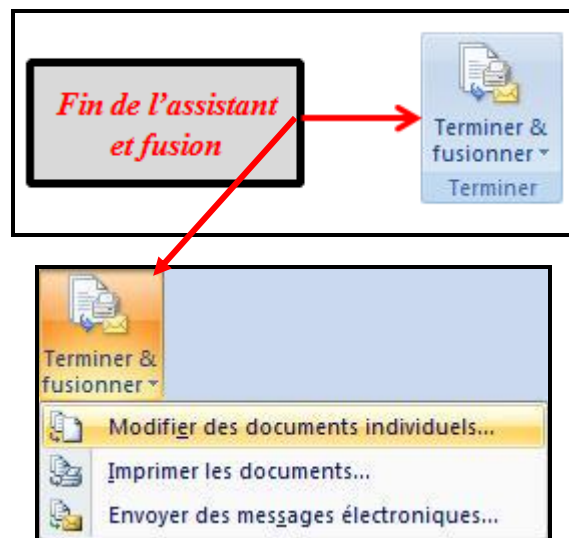 Fin de l'assistant
et fusion
Terminer &
fusionner
Terminer
Terminer &
fusionner
Modifier des documents individuels...
Imprimer les documents...
Envoyer des messages électroniques...